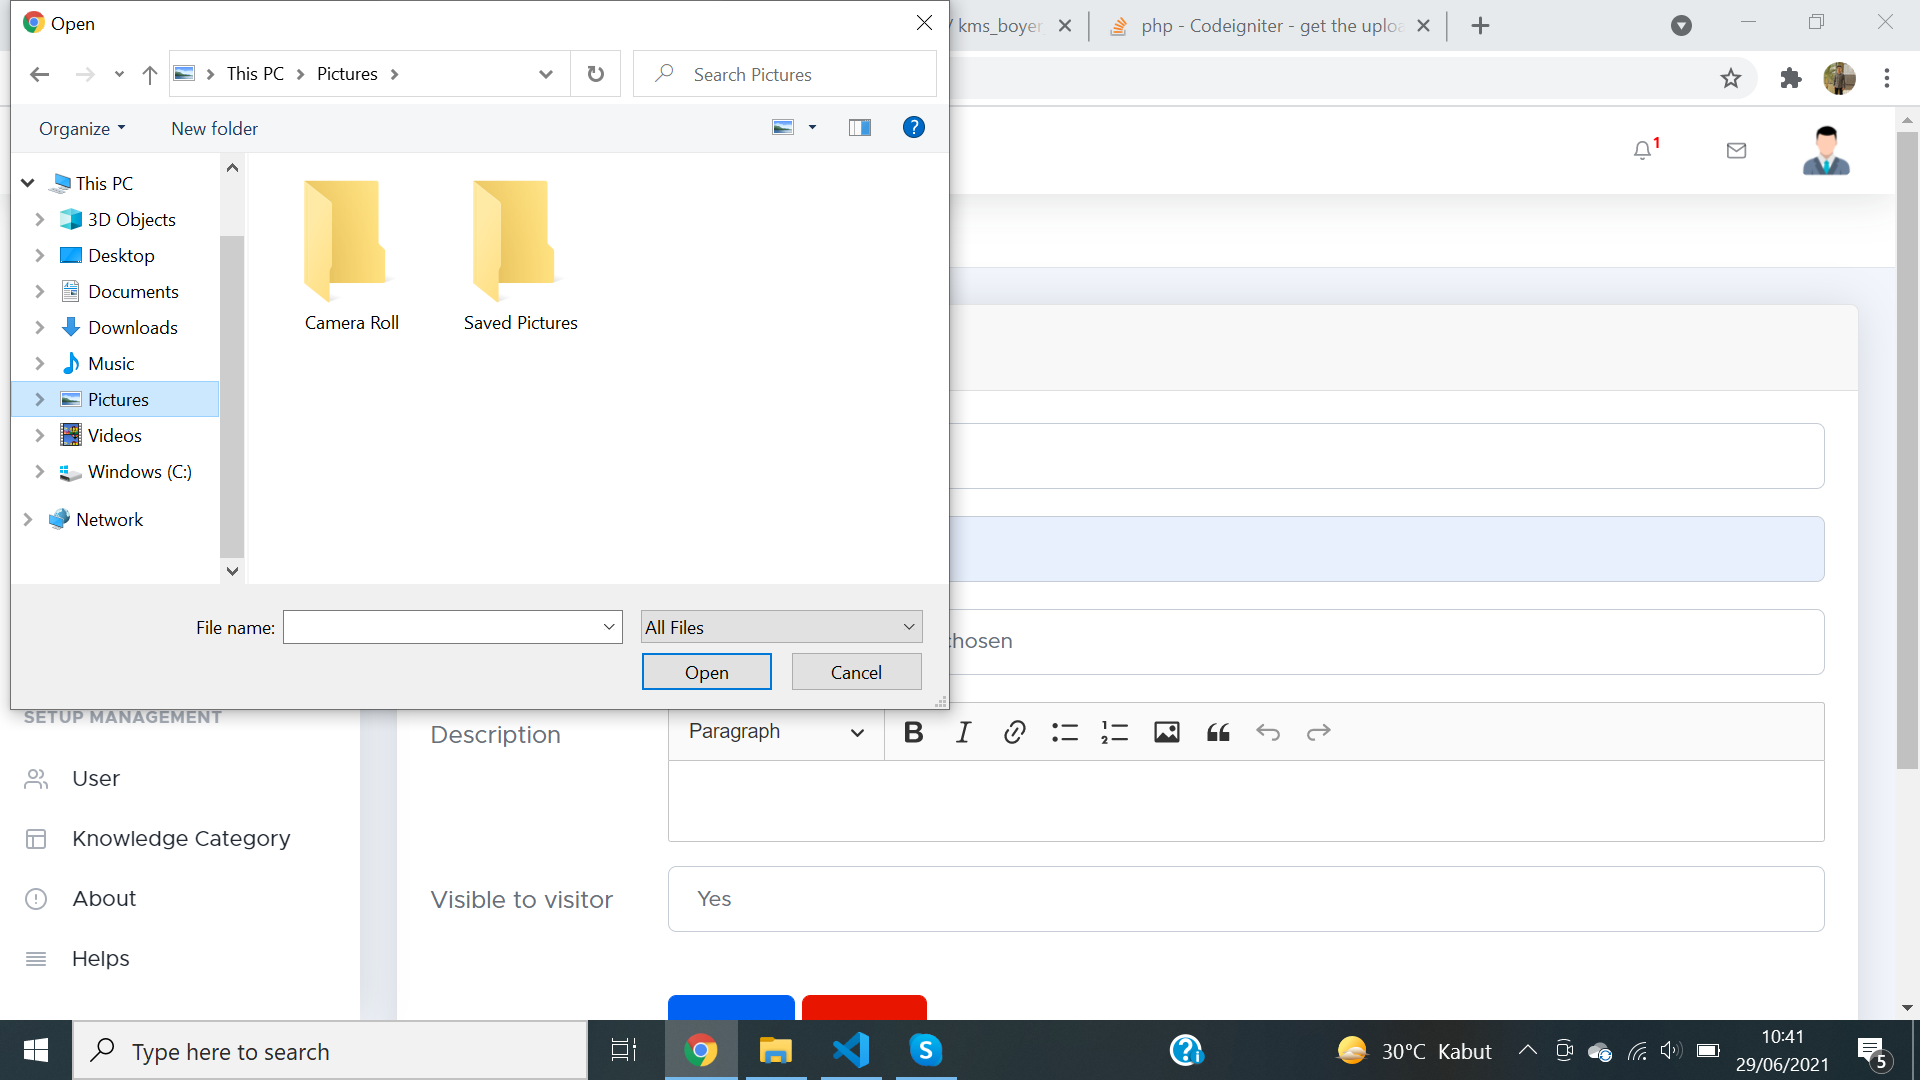 Open
kms_boyer
php - Codeigniter - get the uploa
This PC
Pictures
Search Pictures
Organize
New folder
?
1
This PC
3D Objects
Desktop
Documents
Downloads
Music
Pictures
Videos
Windows (C:)
Network
Camera Roll
Saved Pictures
File name:
All Files
Open
Cancel
hosen
SETUP MANAGEMENT
User
Knowledge Category
About
Helps
Description
Paragraph
B I
Visible to visitor
Yes
Type here to search
30°C Kabut
10:41
29/06/2021
5